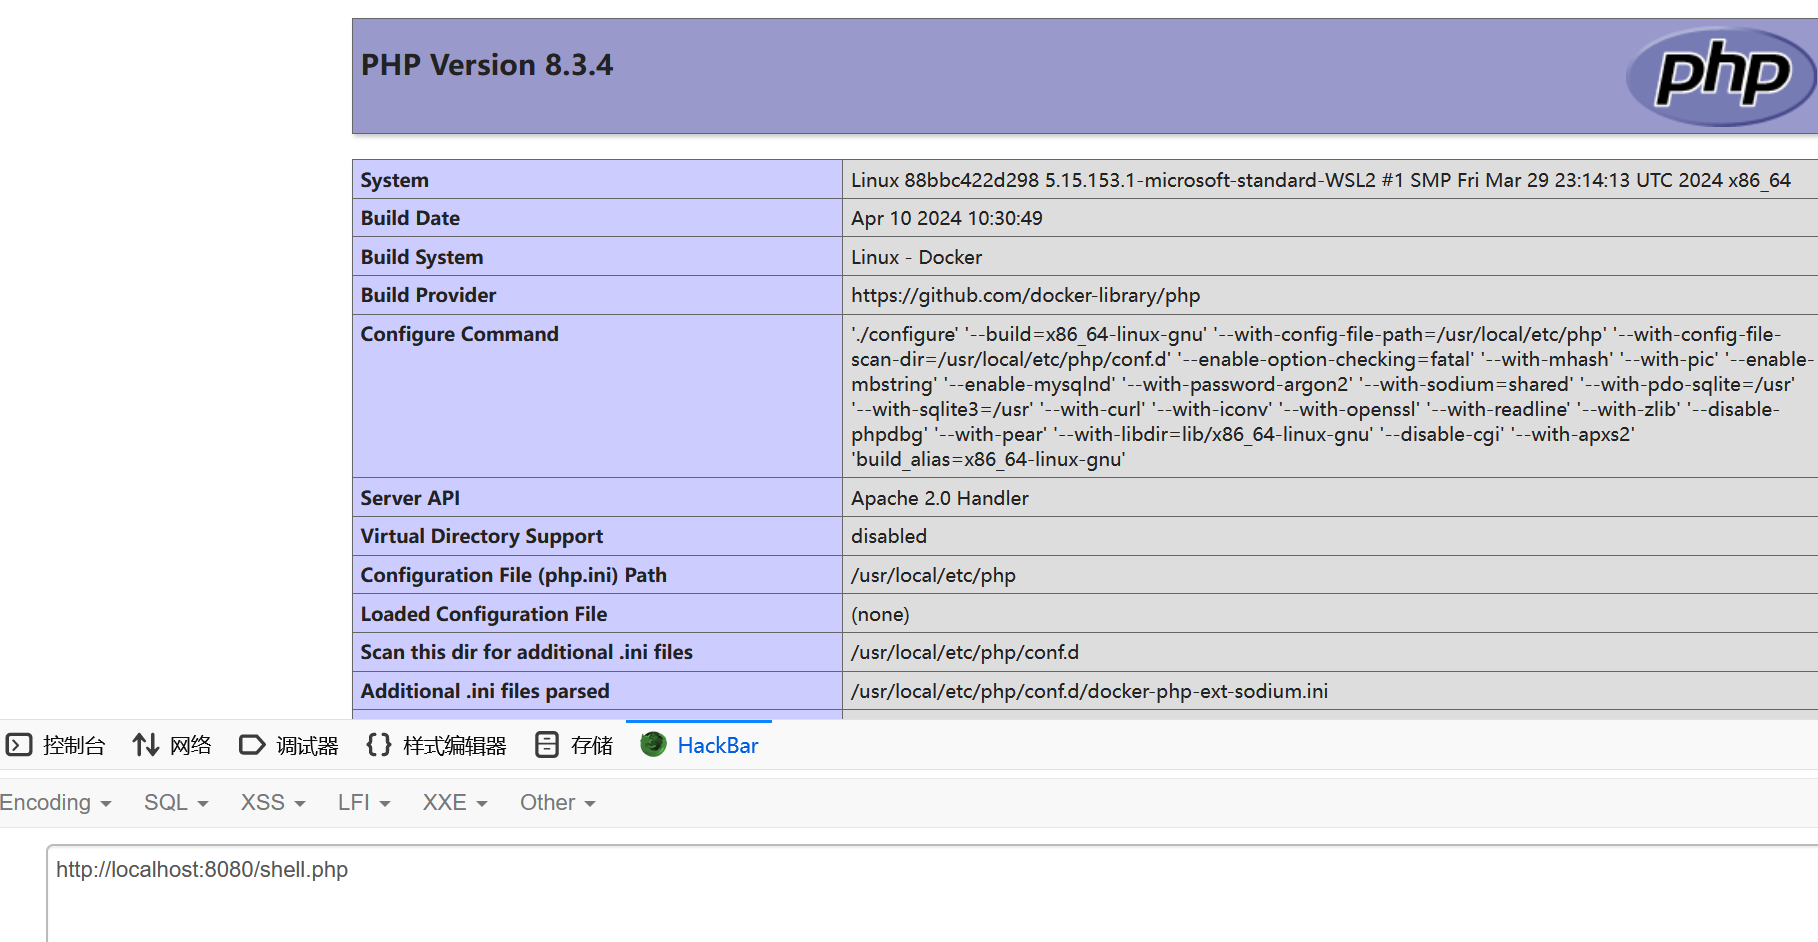 PHP Version 8.3.4
php
System
Linux 88bbc422d298 5.15.153.1-microsoft-standard-WSL2 #1 SMP Fri Mar 29 23:14:13 UTC 2024 x86_64
Build Date
Apr 10 2024 10:30:49
Build System
Linux - Docker
Build Provider
https://github.com/docker-library/php
Configure Command
'./configure' '--build=x86_64-linux-gnu' '--with-config-file-path=/usr/local/etc/php' '--with-config-file-
scan-dir=/usr/local/etc/php/conf.d' '--enable-option-checking=fatal' '--with-mhash' '--with-pic' '--enable-
mbstring' '--enable-mysqlnd' '--with-password-argon2' '--with-sodium=shared' '--with-pdo-sqlite=/usr'
'--with-sqlite3=/usr' '--with-curl' '--with-iconv' '--with-openssl' '--with-readline' '--with-zlib' '--disable-
phpdbg' '--with-pear' '--with-libdir=lib/x86_64-linux-gnu' '--disable-cgi' '--with-apxs2'
'build_alias=x86_64-linux-gnu'
Server API
Apache 2.0 Handler
Virtual Directory Support
disabled
Configuration File (php.ini) Path
/usr/local/etc/php
Loaded Configuration File
(none)
Scan this dir for additional .ini files
/usr/local/etc/php/conf.d
Additional .ini files parsed
/usr/local/etc/php/conf.d/docker-php-ext-sodium.ini
控制台 网络 调试器 样式编辑器 存储 HackBar
Encoding SQL XSS LFI XXE Other
http://localhost:8080/shell.php